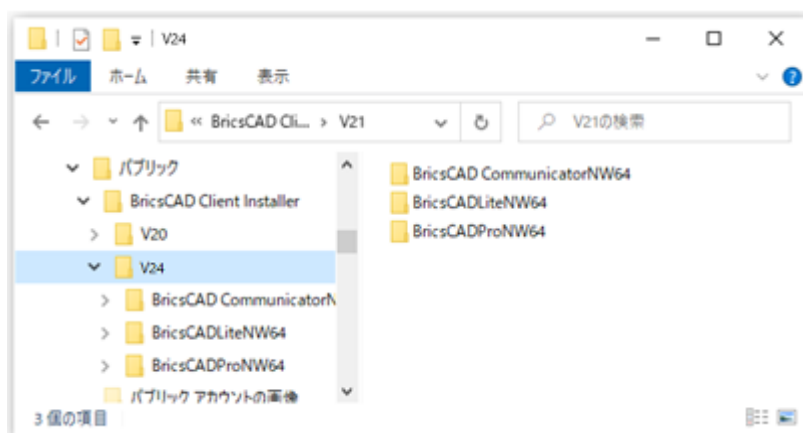 V24
ファイル ホーム 共有 表示
« BricsCAD Cli... › V21
V21の検索
パブリック
BricsCAD Client Installer
V20
V24
BricsCAD CommunicatorN
BricsCADLiteNW64
BricsCADProNW64
パブリック アカウントの画像
BricsCAD CommunicatorNW64
BricsCADLiteNW64
BricsCADProNW64
3 個の項目